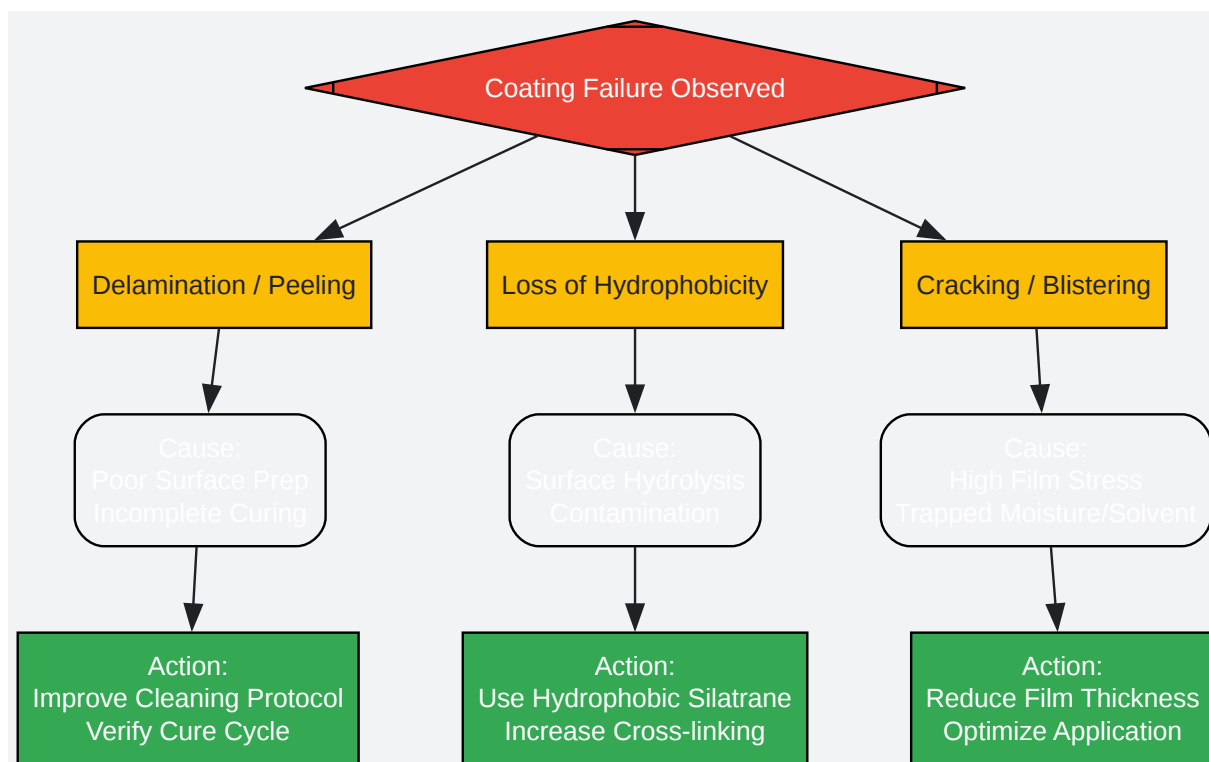 Coating Failure Observed
Delamination / Peeling
Loss of Hydrophobicity
Cracking / Blistering
Cause:
Poor Surface Prep
Incomplete Curing
Cause:
Surface Hydrolysis
Contamination
Cause:
High Film Stress
Trapped Moisture/Solvent
Action:
Improve Cleaning Protocol
Verify Cure Cycle
Action:
Use Hydrophobic Silatrane
Increase Cross-linking
Action:
Reduce Film Thickness
Optimize Application